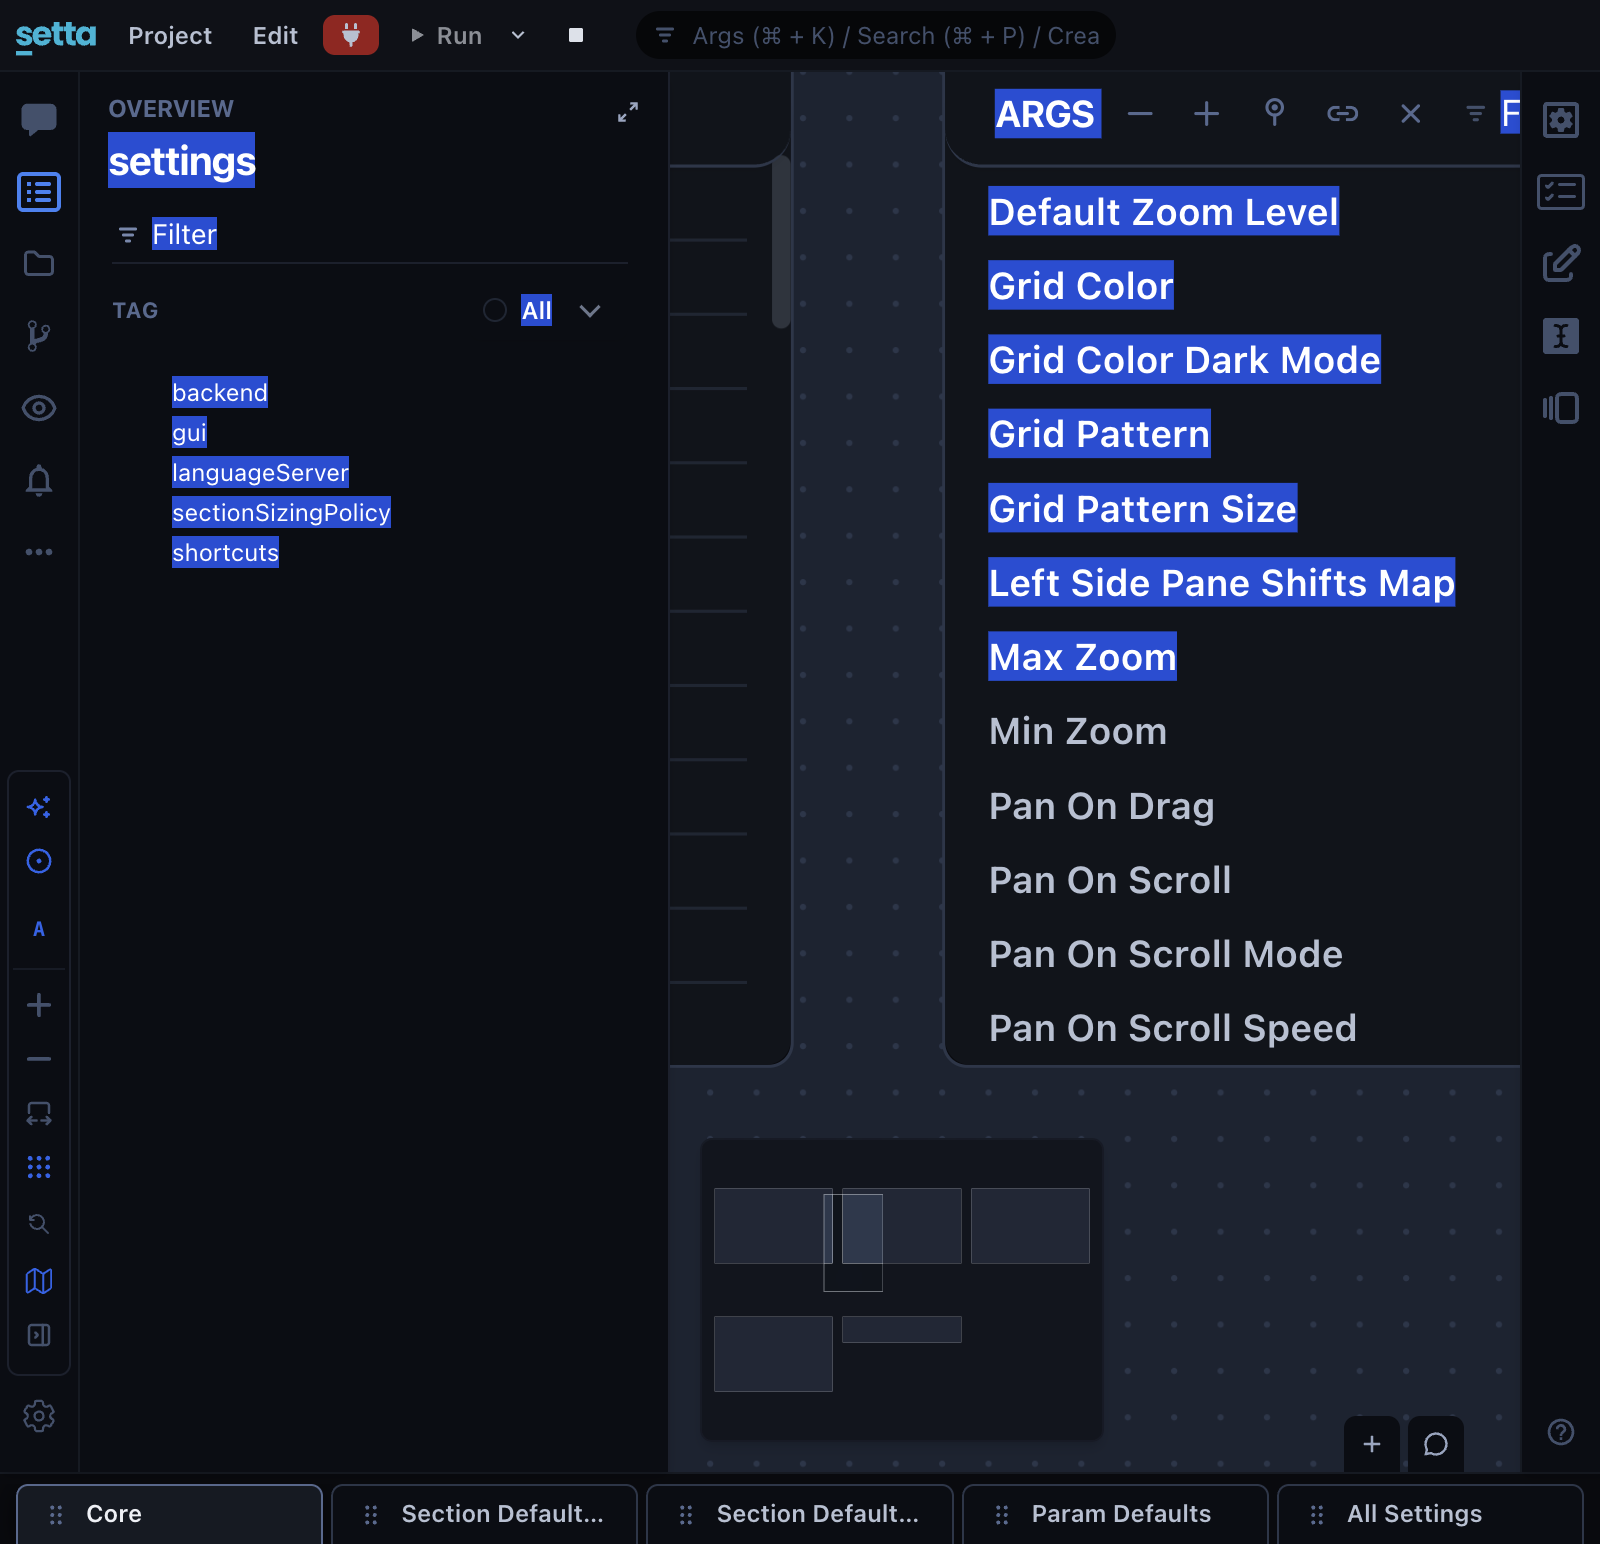 setta Project Edit Run Args (⌘ + K) / Search (⌘ + P) / Crea
OVERVIEW
settings
Filter
TAG All
backend
gui
languageServer
sectionSizingPolicy
shortcuts
ARGS F
Default Zoom Level
Grid Color
Grid Color Dark Mode
Grid Pattern
Grid Pattern Size
Left Side Pane Shifts Map
Max Zoom
Min Zoom
Pan On Drag
Pan On Scroll
Pan On Scroll Mode
Pan On Scroll Speed
A
Core Section Default... Section Default... Param Defaults All Settings